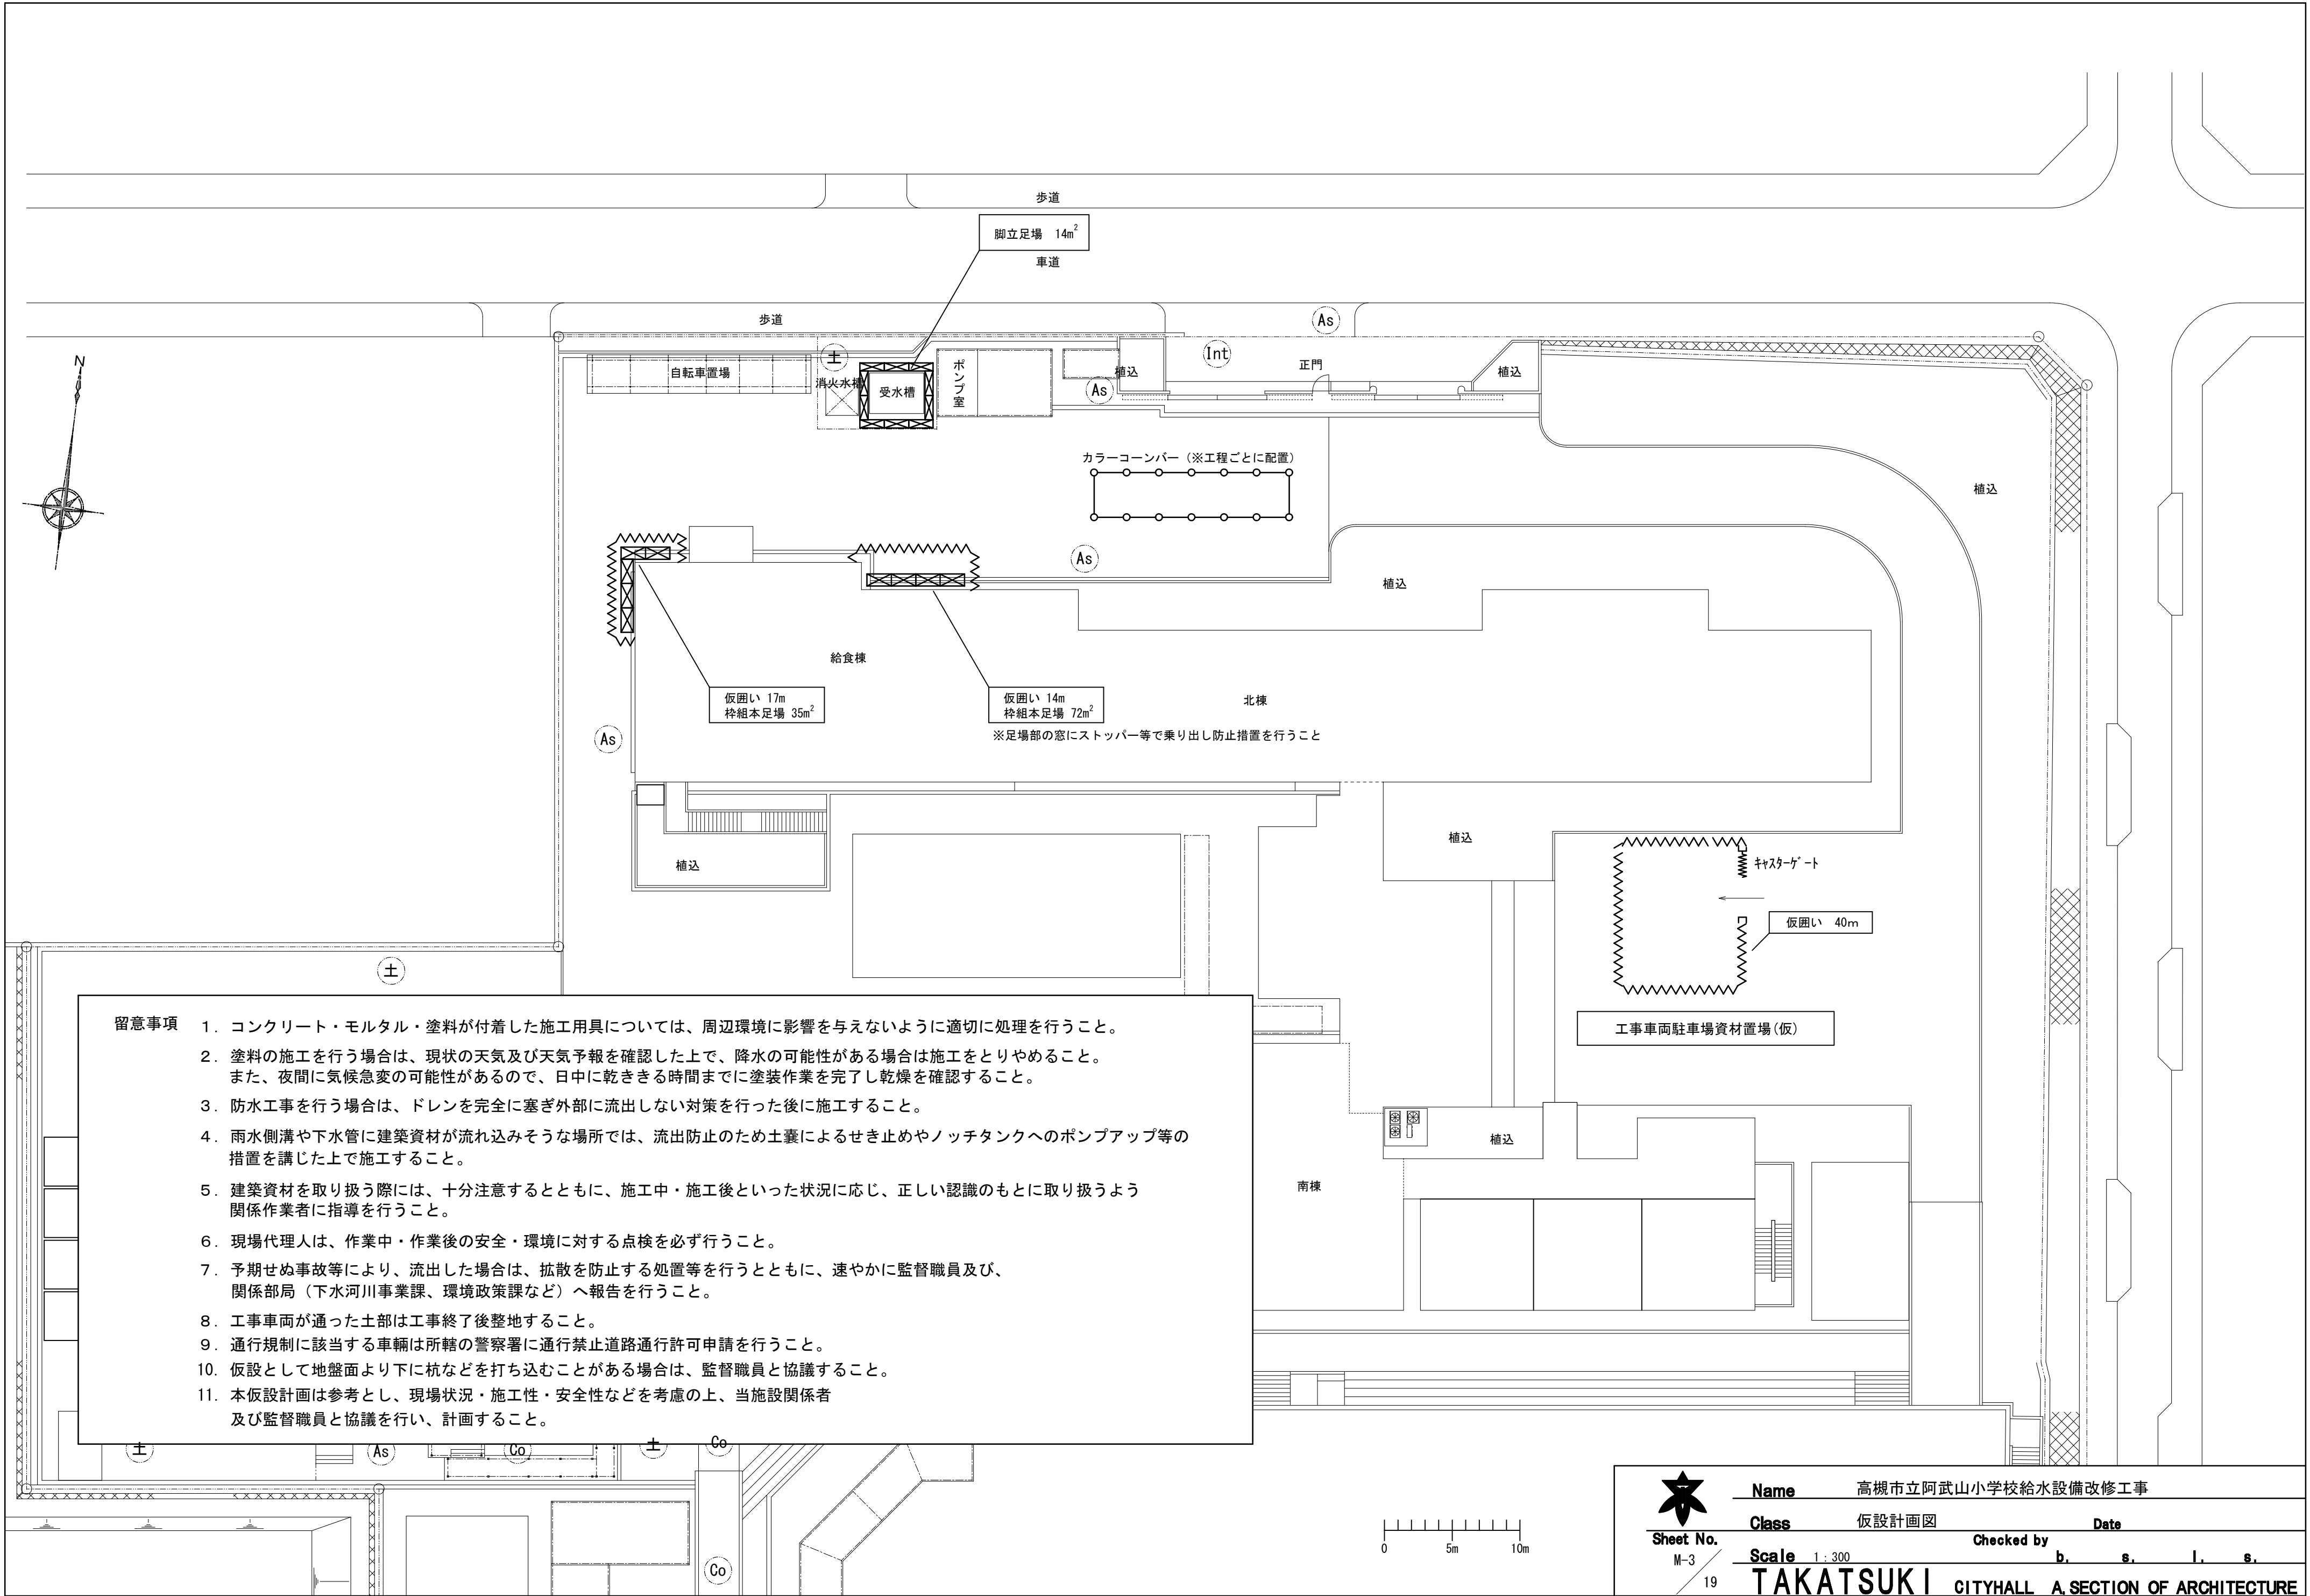 歩道
脚立足場 14m²
車道
歩道
As
N
土
Int
正門
自転車置場
消火水槽
受水槽
ポンプ室
植込
As
植込
カラーコーンバー（※工程ごとに配置）
植込
As
植込
給食棟
仮囲い 17m
枠組本足場 35m²
仮囲い 14m
枠組本足場 72m²
北棟
※足場部の窓にストッパー等で乗り出し防止措置を行うこと
As
植込
植込
キャスターゲート
仮囲い 40m
土
工事車両駐車場資材置場(仮)
留意事項
1. コンクリート・モルタル・塗料が付着した施工用具については、周辺環境に影響を与えないように適切に処理を行うこと。
2. 塗料の施工を行う場合は、現状の天気及び天気予報を確認した上で、降水の可能性がある場合は施工をとりやめること。
また、夜間に気候急変の可能性があるので、日中に乾ききる時間までに塗装作業を完了し乾燥を確認すること。
3. 防水工事を行う場合は、ドレンを完全に塞ぎ外部に流出しない対策を行った後に施工すること。
4. 雨水側溝や下水管に建築資材が流れ込みそうな場所では、流出防止のため土嚢によるせき止めやノッチタンクへのポンプアップ等の
措置を講じた上で施工すること。
5. 建築資材を取り扱う際には、十分注意するとともに、施工中・施工後といった状況に応じ、正しい認識のもとに取り扱うよう
関係作業者に指導を行うこと。
6. 現場代理人は、作業中・作業後の安全・環境に対する点検を必ず行うこと。
7. 予期せぬ事故等により、流出した場合は、拡散を防止する処置等を行うとともに、速やかに監督職員及び、
関係部局（下水河川事業課、環境政策課など）へ報告を行うこと。
8. 工事車両が通った土部は工事終了後整地すること。
9. 通行規制に該当する車輌は所轄の警察署に通行禁止道路通行許可申請を行うこと。
10. 仮設として地盤面より下に杭などを打ち込むことがある場合は、監督職員と協議すること。
11. 本仮設計画は参考とし、現場状況・施工性・安全性などを考慮の上、当施設関係者
及び監督職員と協議を行い、計画すること。
植込
南棟
土
As
Co
土
Co
Co
0 5m 10m
Name 高槻市立阿武山小学校給水設備改修工事
Class 仮設計画図 Date
Sheet No. Checked by
M-3/19
Scale 1：300 b. s. l. s.
TAKATSUKI CITYHALL A.SECTION OF ARCHITECTURE